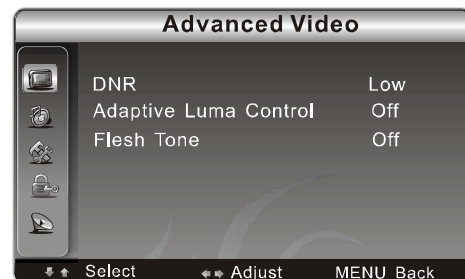 Advanced Video
DNR Low
Adaptive Luma Control Off
Flesh Tone Off
Select Adjust MENU Back